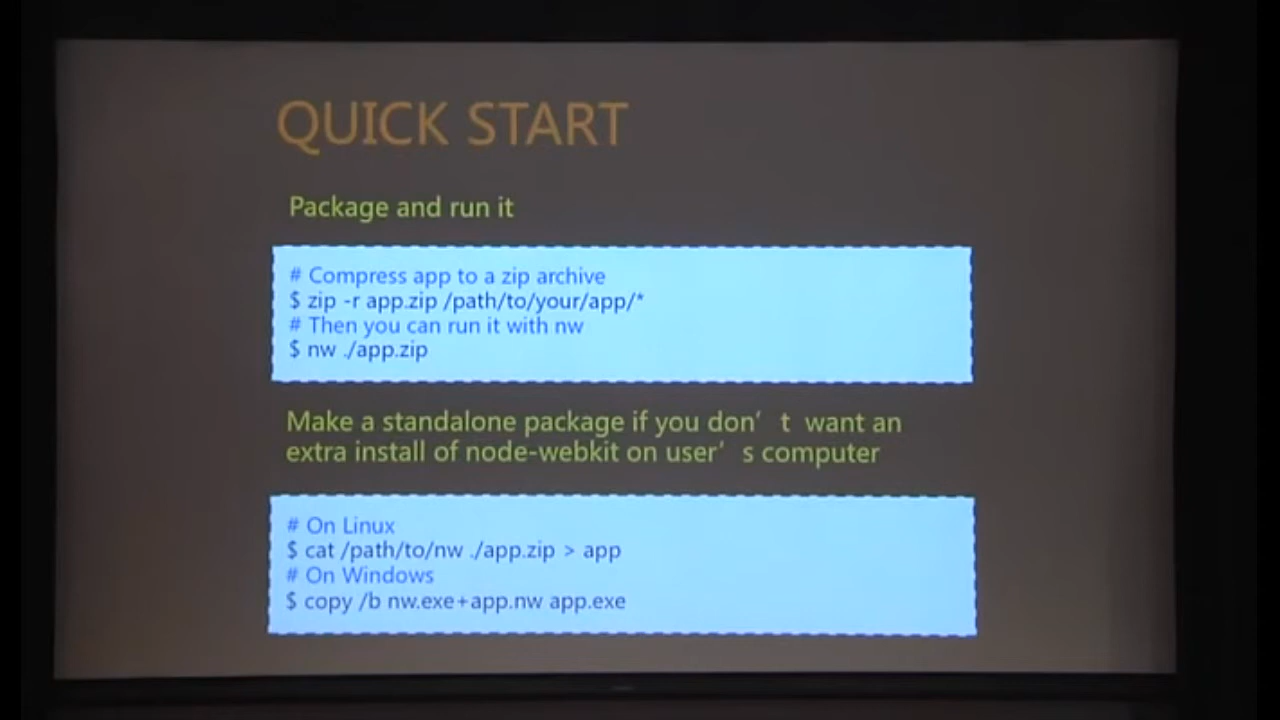 QUICK START
Package and run it
# Compress app to a zip archive
$ zip -r app.zip /path/to/your/app/*
# Then you can run it with nw
$ nw ./app.zip
Make a standalone package if you don’ t want an
extra install of node-webkit on user’ s computer
# On Linux
$ cat /path/to/nw ./app.zip > app
# On Windows
$ copy /b nw.exe+app.nw app.exe